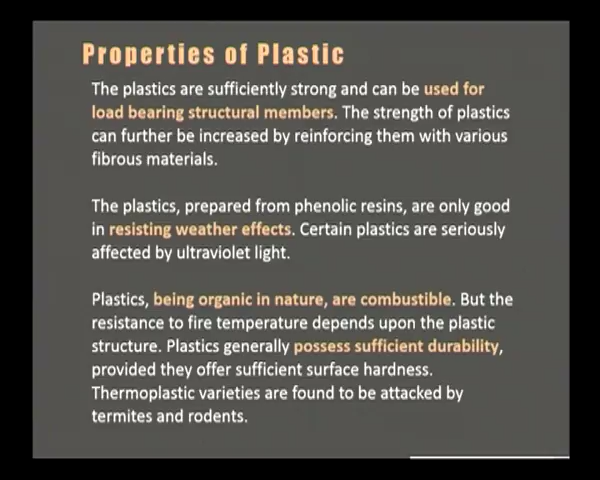 Properties of Plastic
The plastics are sufficiently strong and can be used for
load bearing structural members. The strength of plastics
can further be increased by reinforcing them with various
fibrous materials.
The plastics, prepared from phenolic resins, are only good
in resisting weather effects. Certain plastics are seriously
affected by ultraviolet light.
Plastics, being organic in nature, are combustible. But the
resistance to fire temperature depends upon the plastic
structure. Plastics generally possess sufficient durability,
provided they offer sufficient surface hardness.
Thermoplastic varieties are found to be attacked by
termites and rodents.